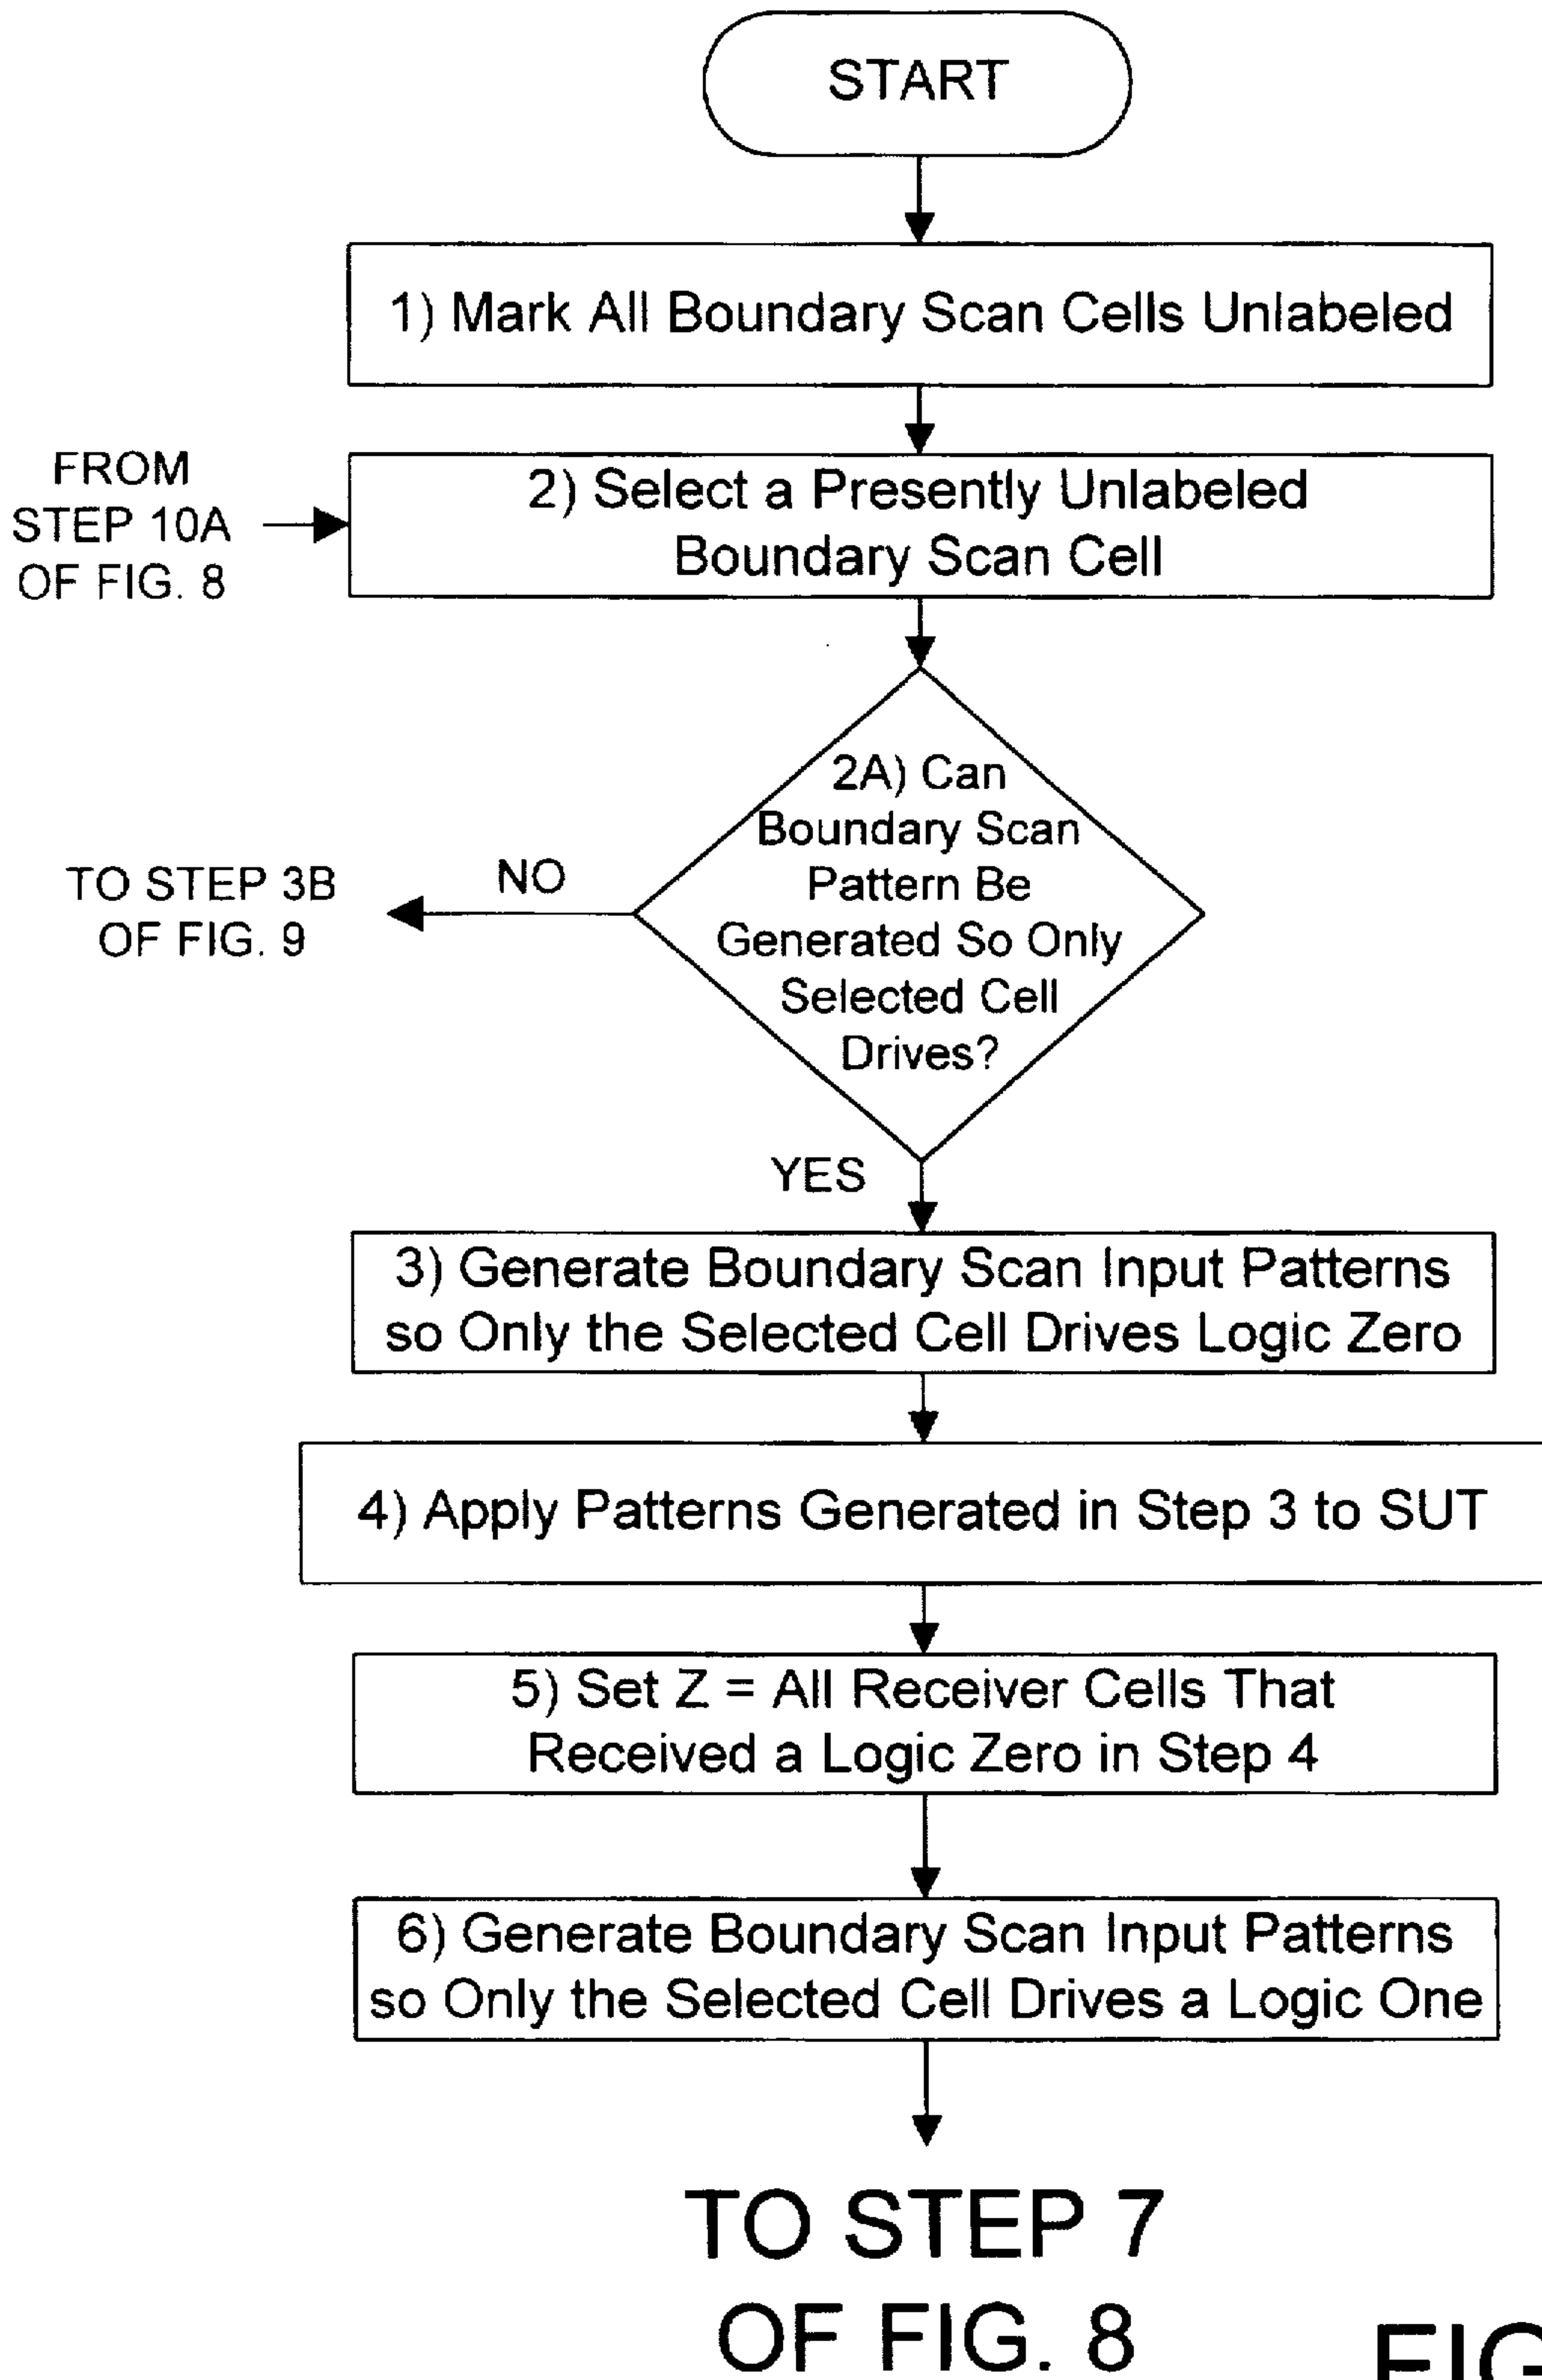 START
1) Mark All Boundary Scan Cells Unlabeled
FROM
STEP 10A
OF FIG. 8
2) Select a Presently Unlabeled
Boundary Scan Cell
2A) Can
Boundary Scan
Pattern Be
Generated So Only
Selected Cell
Drives?
NO
TO STEP 3B
OF FIG. 9
YES
3) Generate Boundary Scan Input Patterns
so Only the Selected Cell Drives Logic Zero
4) Apply Patterns Generated in Step 3 to SUT
5) Set Z = All Receiver Cells That
Received a Logic Zero in Step 4
6) Generate Boundary Scan Input Patterns
so Only the Selected Cell Drives a Logic One
TO STEP 7
OF FIG. 8
FIG